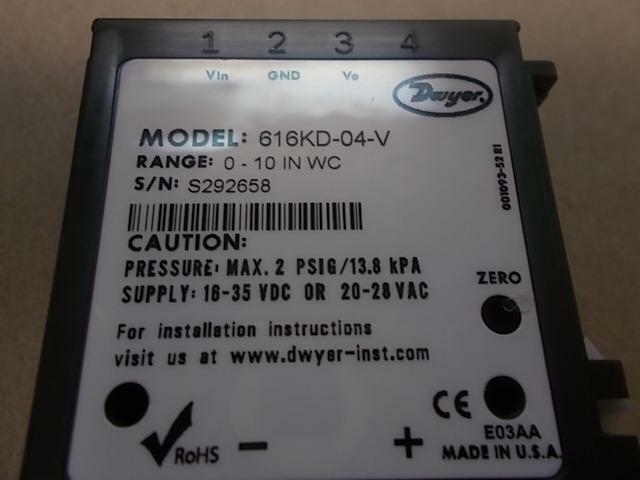 1 2 3 4
Vin GND Vo
Dwyer.
MODEL: 616KD-04-V
RANGE: 0 - 10 IN WC
S/N: S292658
001093-52 R1
CAUTION:
PRESSURE: MAX. 2 PSIG/13.8 kPA
SUPPLY: 16-35 VDC OR 20-28 VAC
ZERO
For installation instructions
visit us at www.dwyer-inst.com
RoHS - +
CE
E03AA
MADE IN U.S.A.